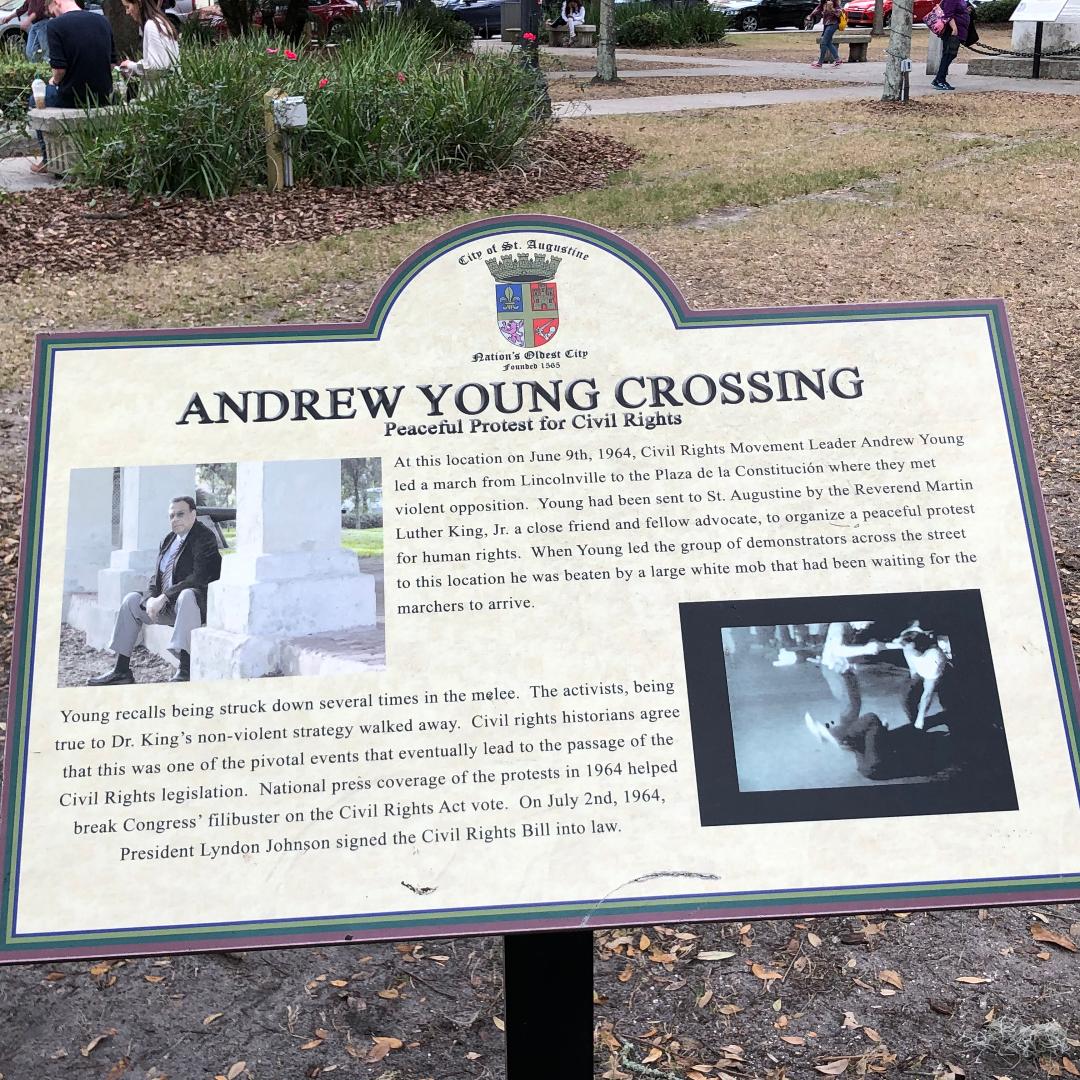 City of St. Augustine
Nation's Oldest City
Founded 1565
ANDREW YOUNG CROSSING
Peaceful Protest for Civil Rights
At this location on June 9th, 1964, Civil Rights Movement Leader Andrew Young
led a march from Lincolnville to the Plaza de la Constitución where they met
violent opposition. Young had been sent to St. Augustine by the Reverend Martin
Luther King, Jr. a close friend and fellow advocate, to organize a peaceful protest
for human rights. When Young led the group of demonstrators across the street
to this location he was beaten by a large white mob that had been waiting for the
marchers to arrive.
Young recalls being struck down several times in the melee. The activists, being
true to Dr. King's non-violent strategy walked away. Civil rights historians agree
that this was one of the pivotal events that eventually lead to the passage of the
Civil Rights legislation. National press coverage of the protests in 1964 helped
break Congress' filibuster on the Civil Rights Act vote. On July 2nd, 1964,
President Lyndon Johnson signed the Civil Rights Bill into law.